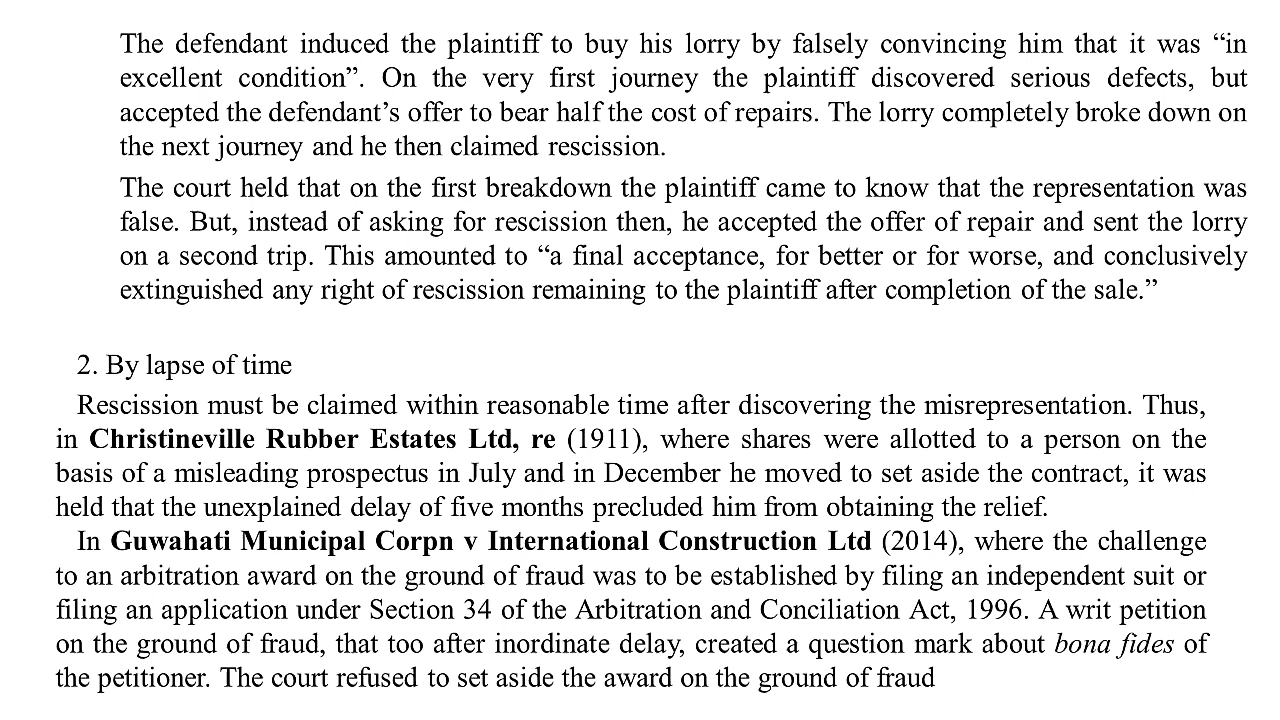 The defendant induced the plaintiff to buy his lorry by falsely convincing him that it was “in
excellent condition”. On the very first journey the plaintiff discovered serious defects, but
accepted the defendant’s offer to bear half the cost of repairs. The lorry completely broke down on
the next journey and he then claimed rescission.
The court held that on the first breakdown the plaintiff came to know that the representation was
false. But, instead of asking for rescission then, he accepted the offer of repair and sent the lorry
on a second trip. This amounted to “a final acceptance, for better or for worse, and conclusively
extinguished any right of rescission remaining to the plaintiff after completion of the sale.”
2. By lapse of time
Rescission must be claimed within reasonable time after discovering the misrepresentation. Thus,
in Christineville Rubber Estates Ltd, re (1911), where shares were allotted to a person on the
basis of a misleading prospectus in July and in December he moved to set aside the contract, it was
held that the unexplained delay of five months precluded him from obtaining the relief.
In Guwahati Municipal Corpn v International Construction Ltd (2014), where the challenge
to an arbitration award on the ground of fraud was to be established by filing an independent suit or
filing an application under Section 34 of the Arbitration and Conciliation Act, 1996. A writ petition
on the ground of fraud, that too after inordinate delay, created a question mark about bona fides of
the petitioner. The court refused to set aside the award on the ground of fraud